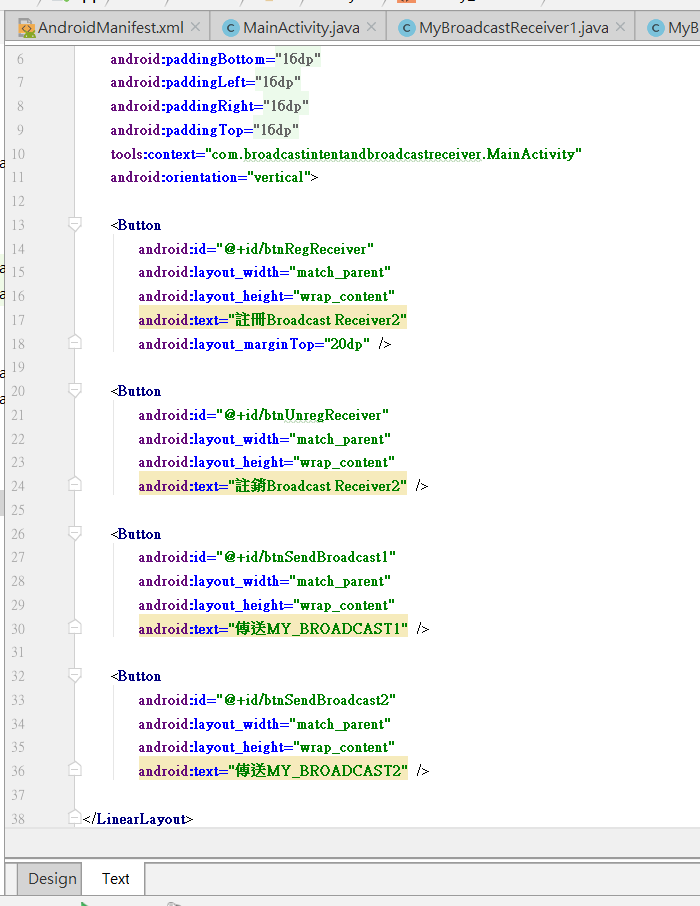 AndroidManifest.xml × MainActivity.java × MyBroadcastReceiver1.java × MyB
6 android:paddingBottom="16dp"
7 android:paddingLeft="16dp"
8 android:paddingRight="16dp"
9 android:paddingTop="16dp"
10 tools:context="com.broadcastintentandbroadcastreceiver.MainActivity"
11 android:orientation="vertical">
12
13 <Button
14 android:id="@+id/btnRegReceiver"
15 android:layout_width="match_parent"
16 android:layout_height="wrap_content"
17 android:text="註冊Broadcast Receiver2"
18 android:layout_marginTop="20dp" />
19
20 <Button
21 android:id="@+id/btnUnregReceiver"
22 android:layout_width="match_parent"
23 android:layout_height="wrap_content"
24 android:text="註銷Broadcast Receiver2" />
25
26 <Button
27 android:id="@+id/btnSendBroadcast1"
28 android:layout_width="match_parent"
29 android:layout_height="wrap_content"
30 android:text="傳送MY_BROADCAST1" />
31
32 <Button
33 android:id="@+id/btnSendBroadcast2"
34 android:layout_width="match_parent"
35 android:layout_height="wrap_content"
36 android:text="傳送MY_BROADCAST2" />
37
38 </LinearLayout>
Design Text